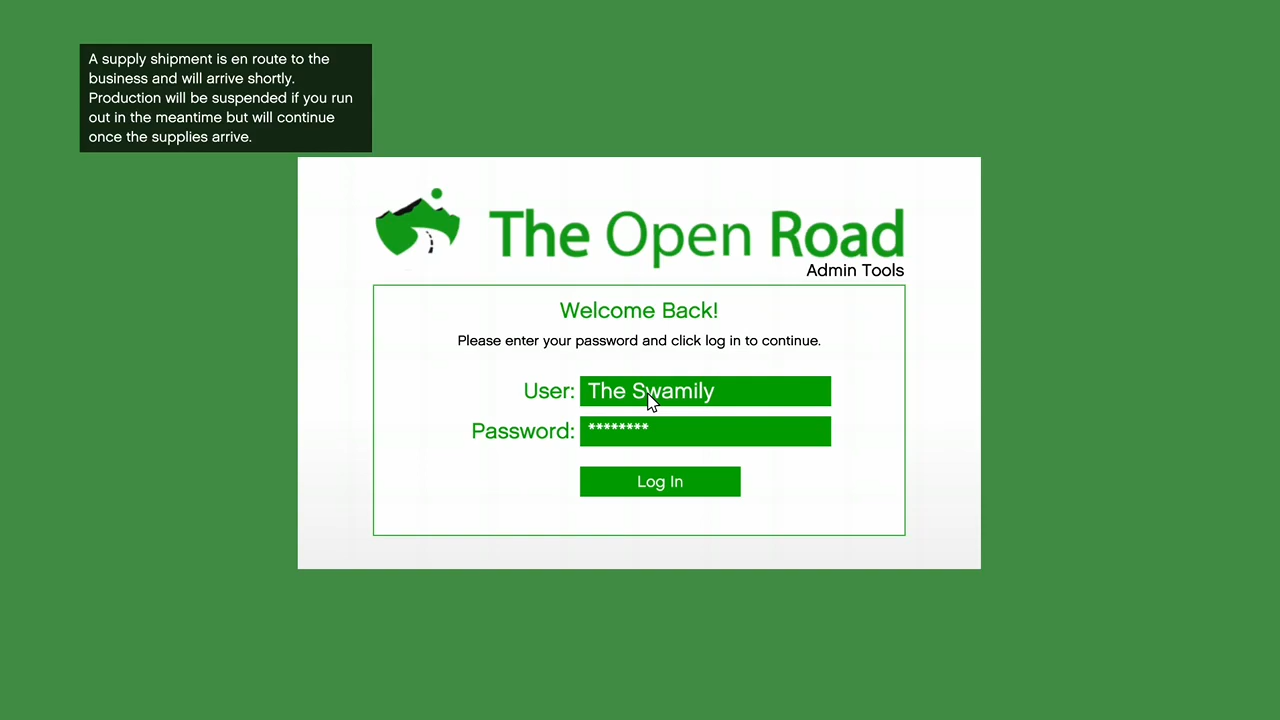 A supply shipment is en route to the
business and will arrive shortly.
Production will be suspended if you run
out in the meantime but will continue
once the supplies arrive.
The Open Road
Admin Tools
Welcome Back!
Please enter your password and click log in to continue.
User: The Swamily
Password: ********
Log In